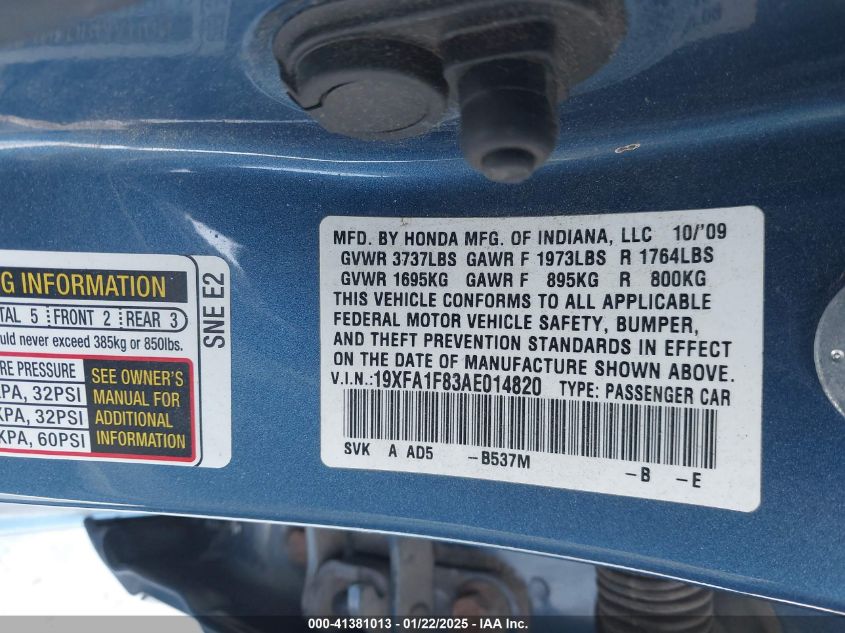 MFD. BY HONDA MFG. OF INDIANA, LLC 10/'09
GVWR 3737LBS GAWR F 1973LBS R 1764LBS
GVWR 1695KG GAWR F 895KG R 800KG
THIS VEHICLE CONFORMS TO ALL APPLICABLE
FEDERAL MOTOR VEHICLE SAFETY, BUMPER,
AND THEFT PREVENTION STANDARDS IN EFFECT
ON THE DATE OF MANUFACTURE SHOWN ABOVE.
V.I.N.:19XFA1F83AE014820 TYPE: PASSENGER CAR
SVK A AD5 -B537M
-B -E
G INFORMATION
TAL 5 FRONT 2 REAR 3
ould never exceed 385kg or 850lbs.
RE PRESSURE
KPA, 32PSI
KPA, 32PSI
KPA, 60PSI
SEE OWNER'S
MANUAL FOR
ADDITIONAL
INFORMATION
SNE E2
000-41381013 - 01/22/2025 - IAA Inc.